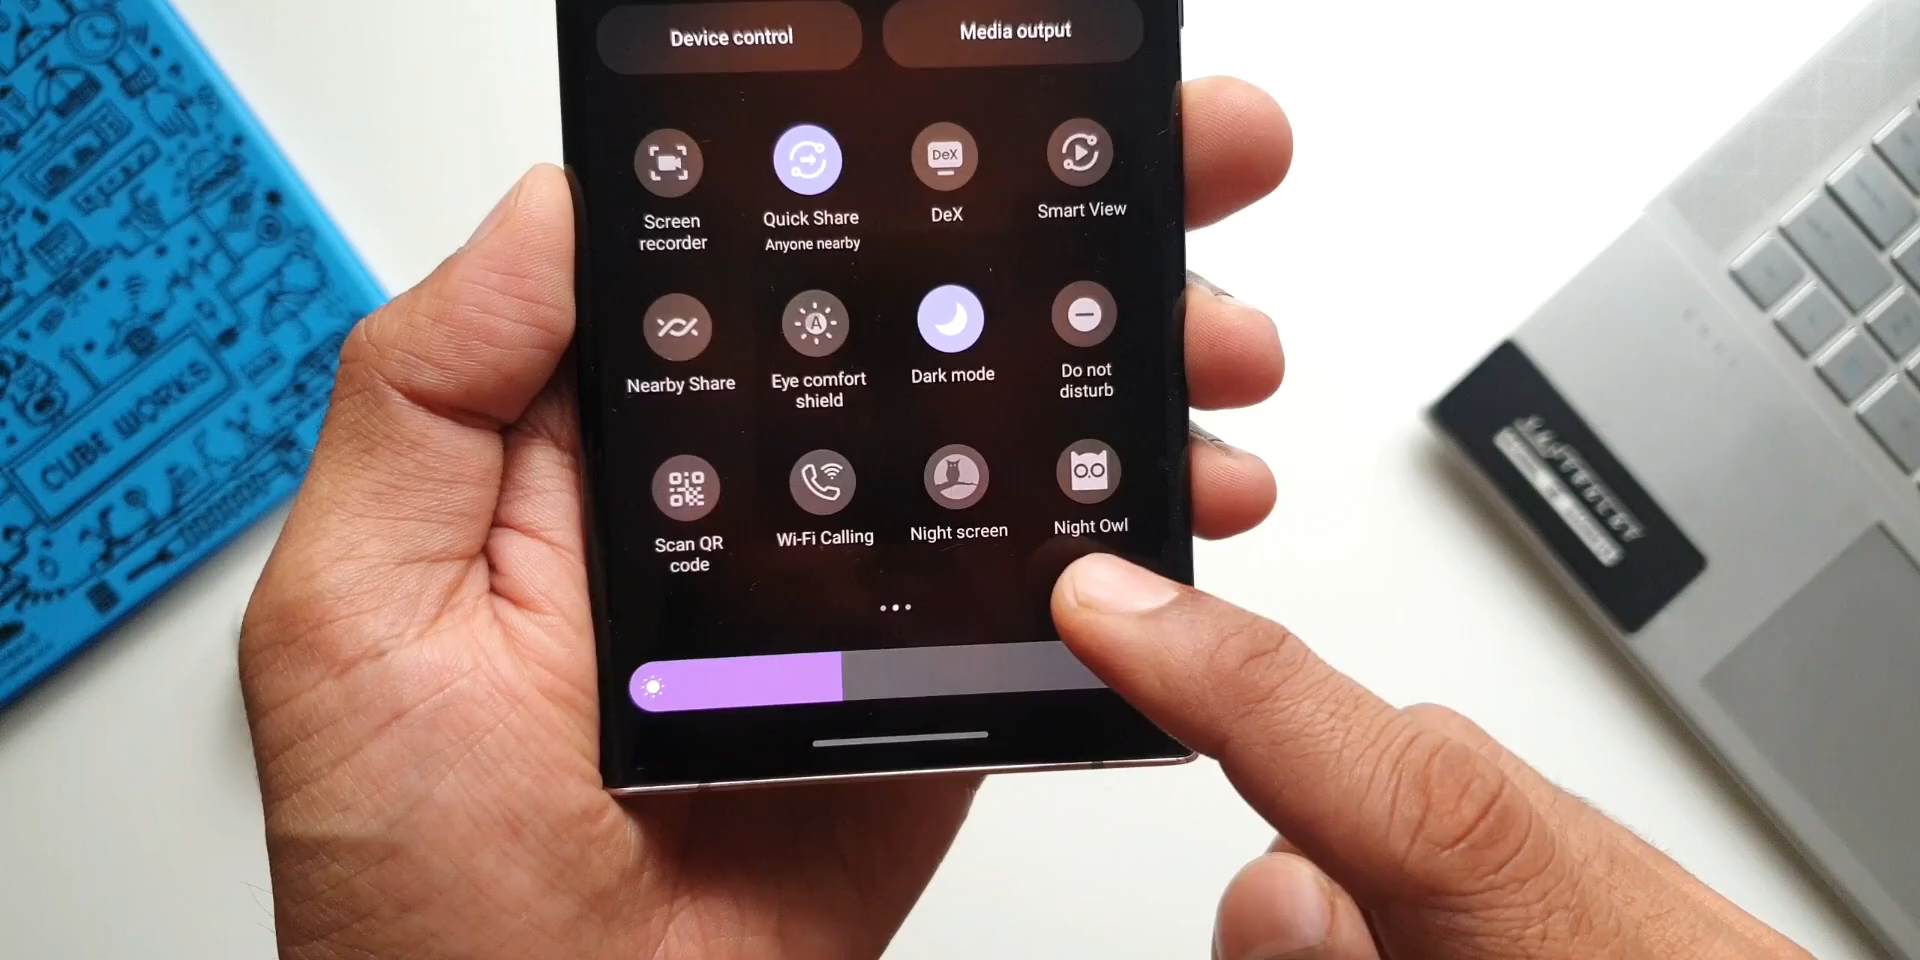 Device control
Media output
Screen
recorder
Quick Share
Anyone nearby
DeX
DeX
Smart View
Nearby Share
A
Eye comfort
shield
Dark mode
Do not
disturb
Scan QR
code
Wi-Fi Calling
Night screen
Night Owl
CUBE WORKS